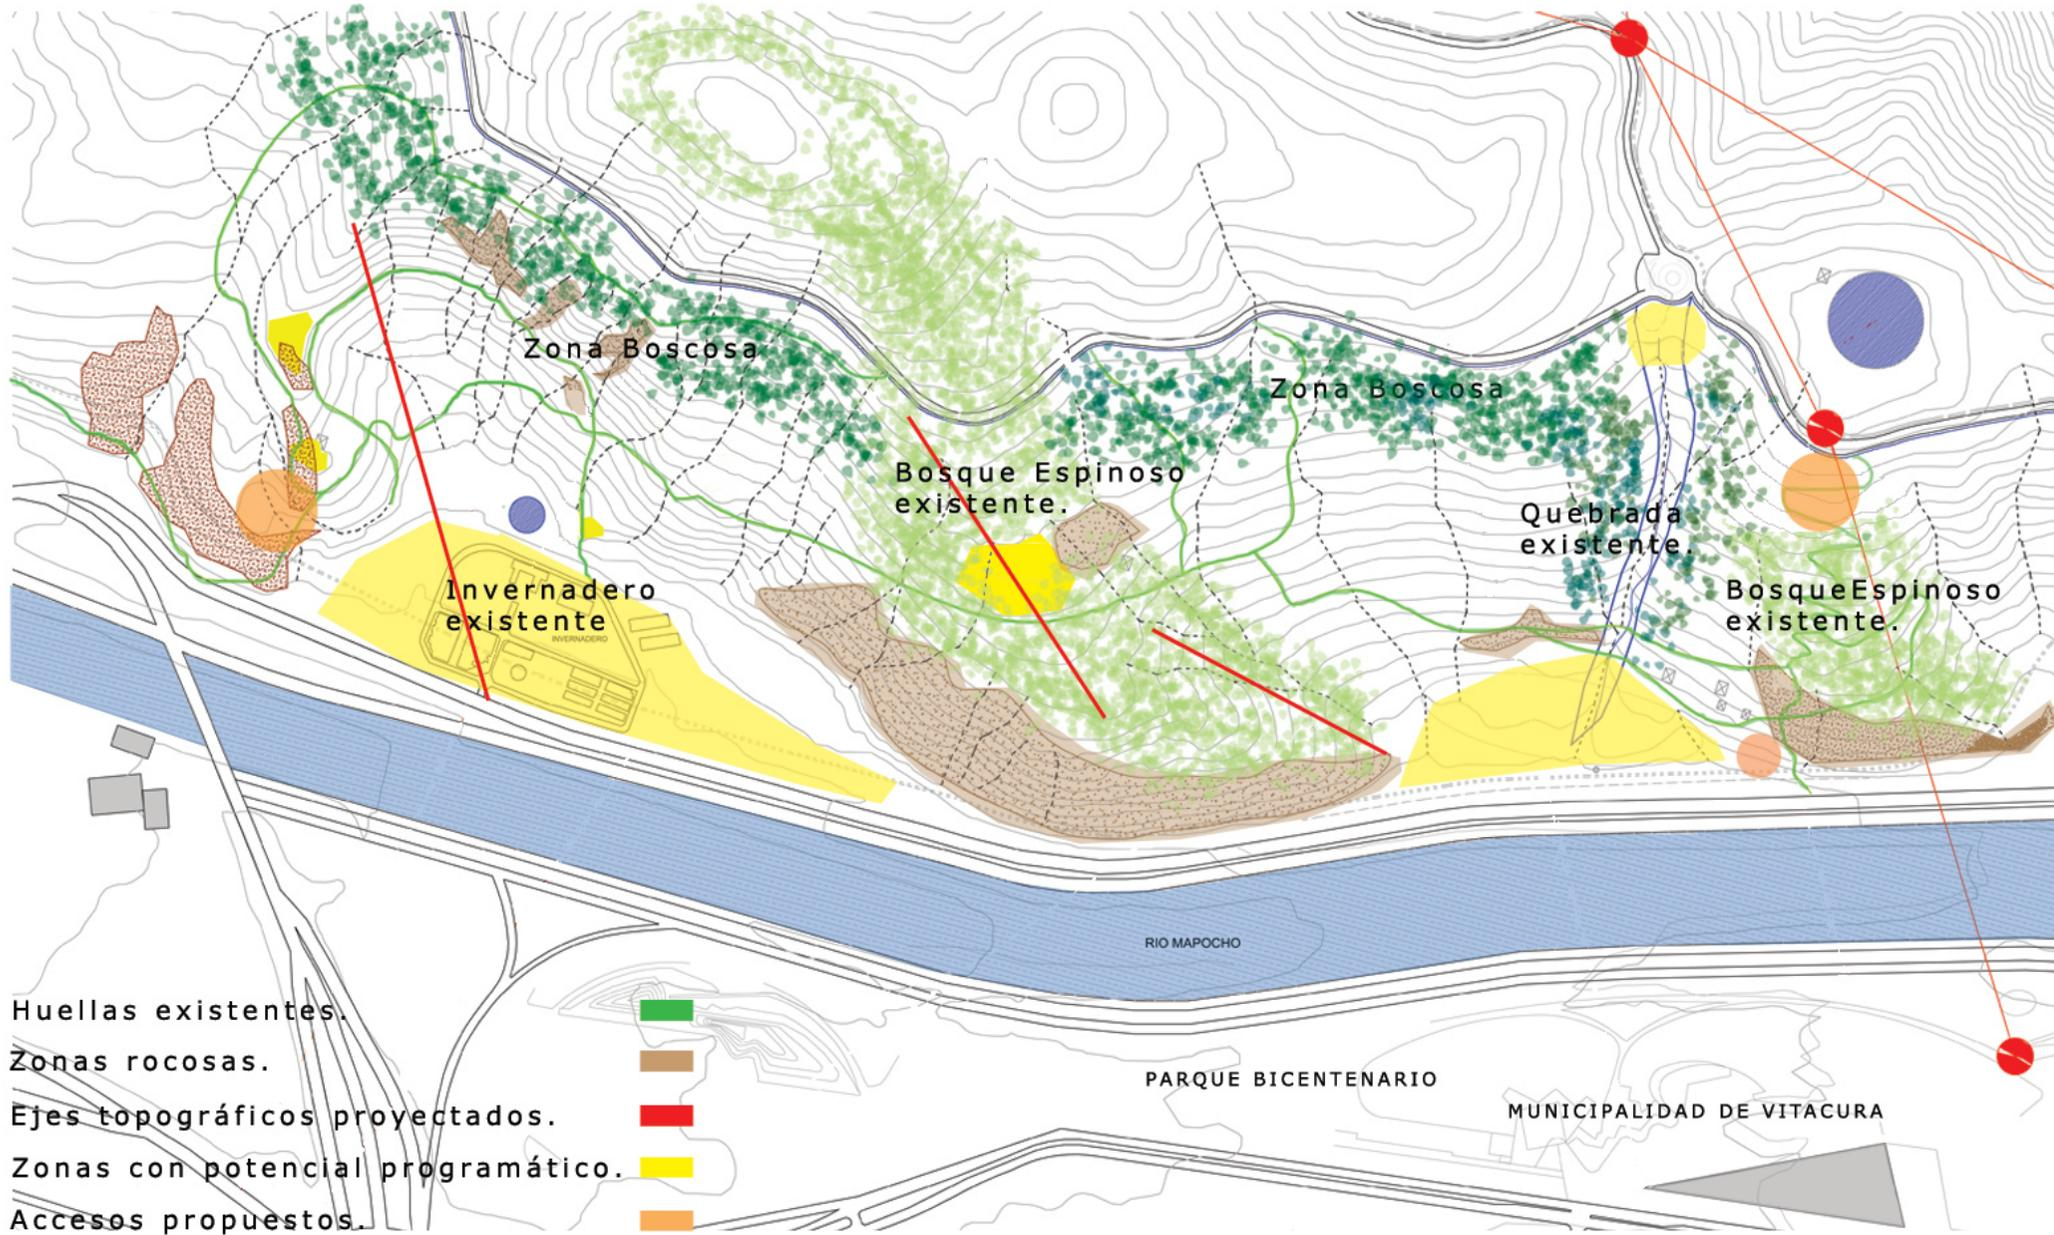 Zona Boscosa
Zona Boscosa
Bosque Espinoso
existente.
Quebrada
existente.
Invernadero
existente
INVERNADERO
BosqueEspinoso
existente.
RIO MAPOCHO
Huellas existentes.
Zonas rocosas.
Ejes topográficos proyectados.
Zonas con potencial programático.
Accesos propuestos.
PARQUE BICENTENARIO
MUNICIPALIDAD DE VITACURA